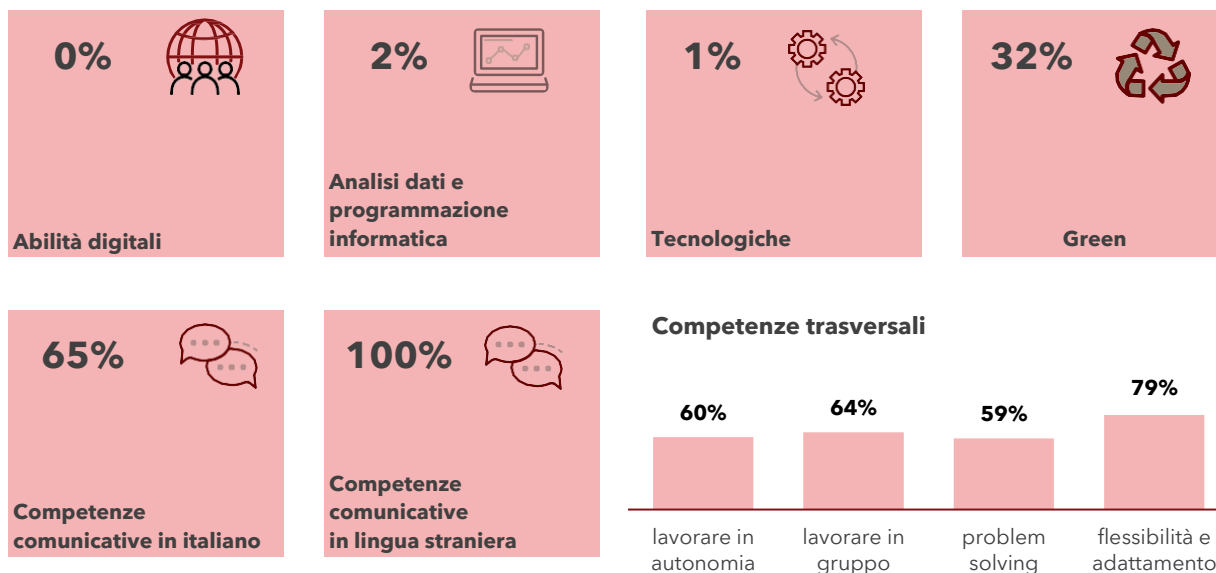 0%
Abilità digitali
2%
Analisi dati e
programmazione
informatica
1%
Tecnologiche
32%
Green
65%
Competenze
comunicative in italiano
100%
Competenze
comunicative
in lingua straniera
Competenze trasversali
60%
64%
59%
79%
lavorare in
autonomia
lavorare in
gruppo
problem
solving
flessibilità e
adattamento